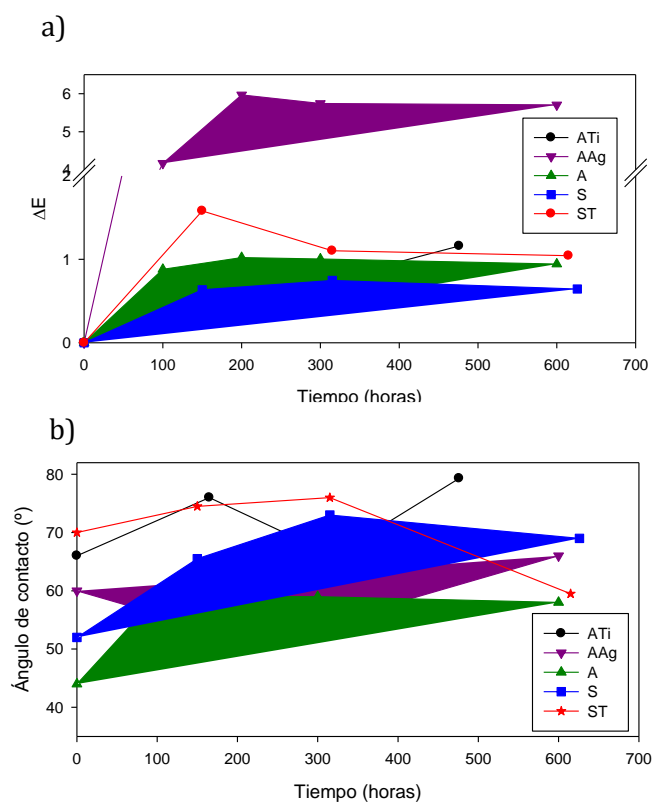 a)
6
5
4
2
1
0
ΔE
ATi
AAg
A
S
ST
0 100 200 300 400 500 600 700
Tiempo (horas)
b)
80
70
60
50
40
Ángulo de contacto (º)
ATi
AAg
A
S
ST
0 100 200 300 400 500 600 700
Tiempo (horas)